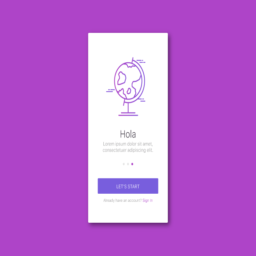 Hola
Lorem ipsum dolor sit amet,
consectetur adipiscing elit.
LET'S START
Already have an account? Sign In